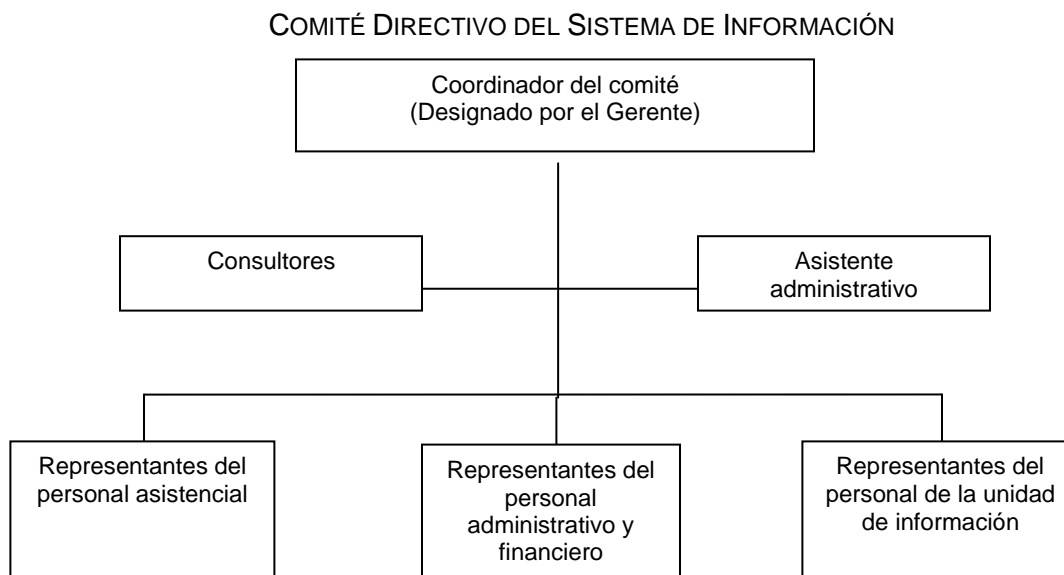 COMITÉ DIRECTIVO DEL SISTEMA DE INFORMACIÓN
Coordinador del comité
(Designado por el Gerente)
Consultores
Asistente
administrativo
Representantes del
personal asistencial
Representantes del
personal
administrativo y
financiero
Representantes del
personal de la unidad
de información